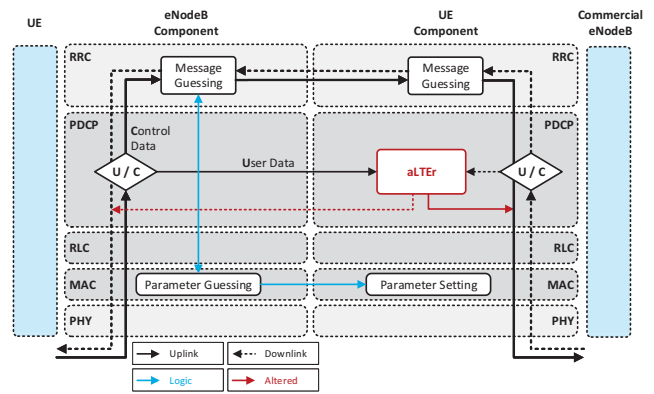 UE
eNodeB
Component
UE
Component
Commercial
eNodeB
RRC
Message
Guessing
Message
Guessing
RRC
PDCP
Control
Data
U / C
User Data
aLTEr
U / C
PDCP
RLC
RLC
MAC
Parameter Guessing
Parameter Setting
MAC
PHY
PHY
Uplink
Downlink
Logic
Altered